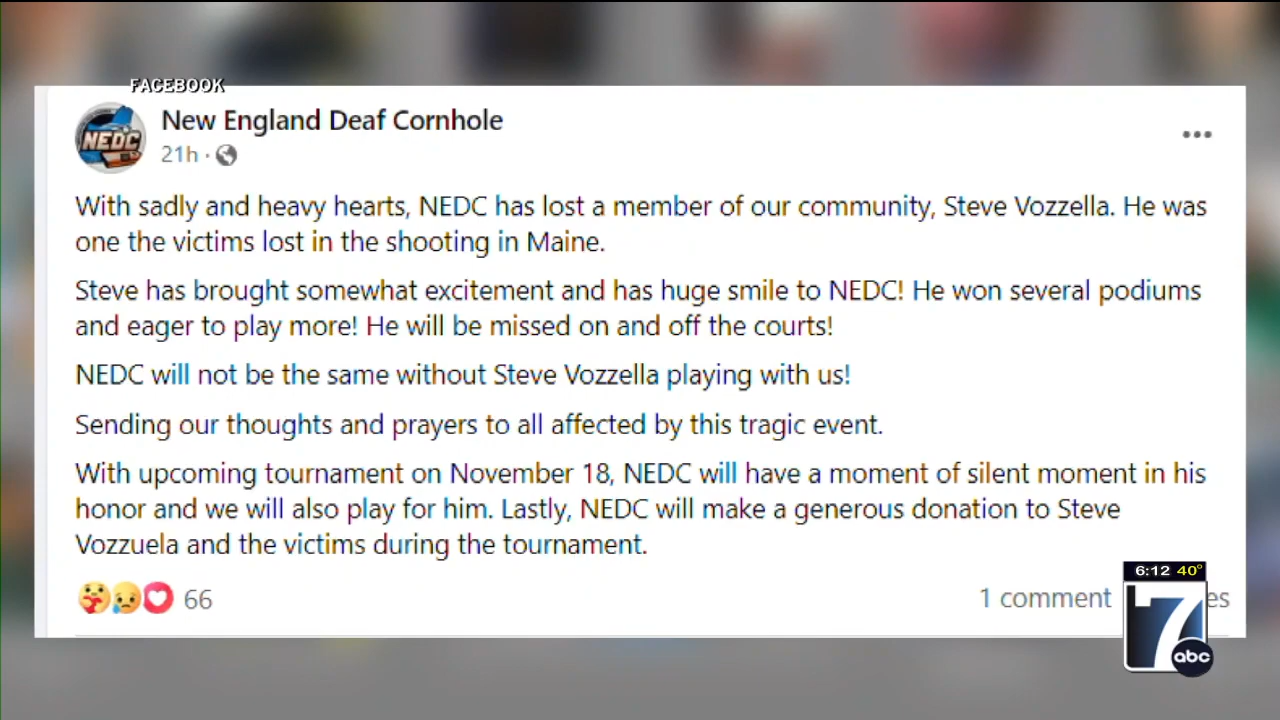 FACEBOOK
NEDC
New England Deaf Cornhole
21h ·
With sadly and heavy hearts, NEDC has lost a member of our community, Steve Vozzella. He was
one the victims lost in the shooting in Maine.
Steve has brought somewhat excitement and has huge smile to NEDC! He won several podiums
and eager to play more! He will be missed on and off the courts!
NEDC will not be the same without Steve Vozzella playing with us!
Sending our thoughts and prayers to all affected by this tragic event.
With upcoming tournament on November 18, NEDC will have a moment of silent moment in his
honor and we will also play for him. Lastly, NEDC will make a generous donation to Steve
Vozzuela and the victims during the tournament.
66
1 comment
es
6:12 40°
7
abc